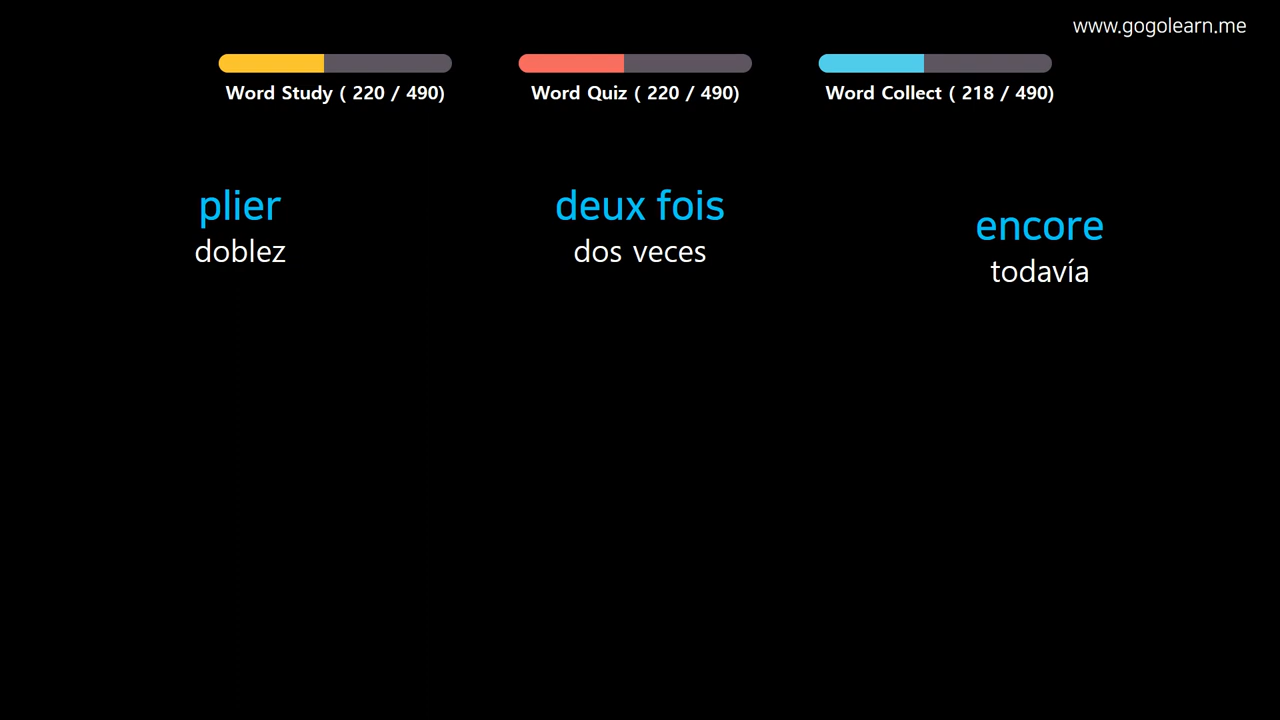 www.gogolearn.me
Word Study ( 220 / 490)
Word Quiz ( 220 / 490)
Word Collect ( 218 / 490)
plier
doblez
deux fois
dos veces
encore
todavía